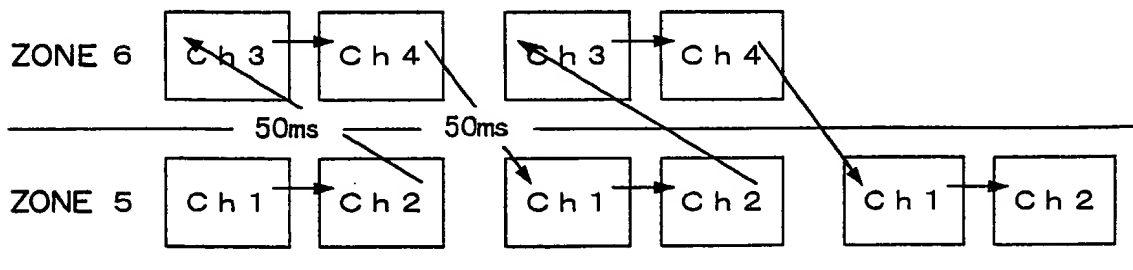 ZONE 6 Ch3 Ch4 Ch3 Ch4
50ms 50ms
ZONE 5 Ch1 Ch2 Ch1 Ch2 Ch1 Ch2